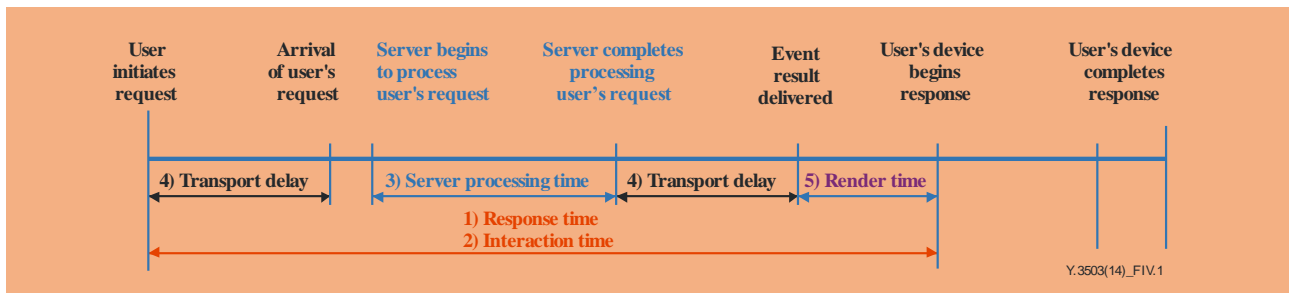 User
initiates
request
Arrival
of user's
request
Server begins
to process
user's request
Server completes
processing
user’s request
Event
result
delivered
User's device
begins
response
User's device
completes
response
4) Transport delay
3) Server processing time
4) Transport delay
5) Render time
1) Response time
2) Interaction time
Y.3503(14)_FIV.1